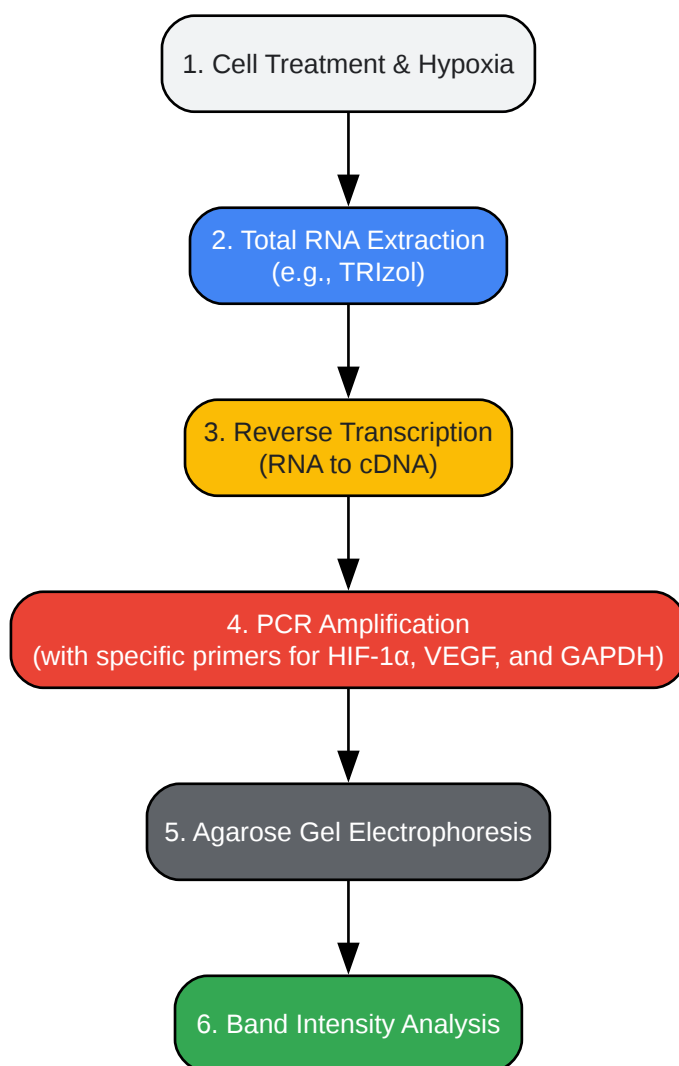 1. Cell Treatment & Hypoxia
2. Total RNA Extraction
(e.g., TRIzol)
3. Reverse Transcription
(RNA to cDNA)
4. PCR Amplification
(with specific primers for HIF-1α, VEGF, and GAPDH)
5. Agarose Gel Electrophoresis
6. Band Intensity Analysis